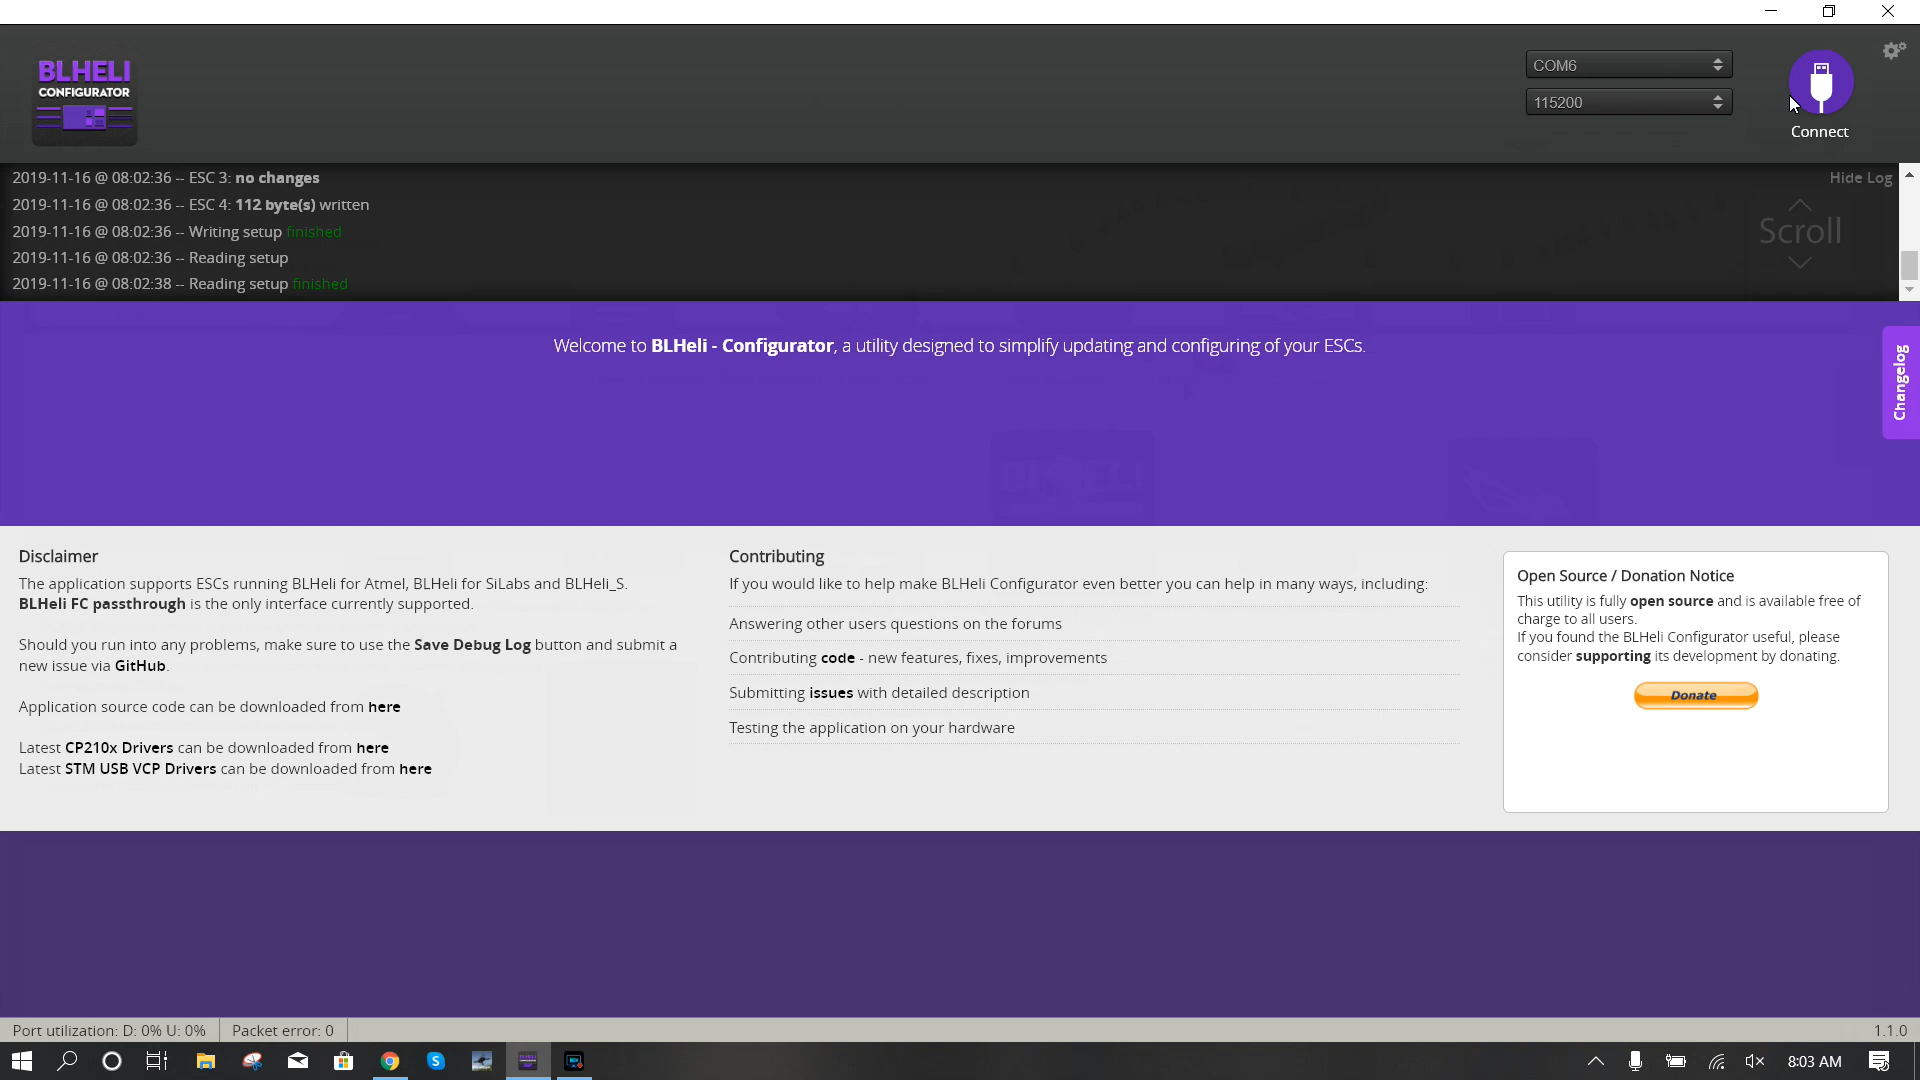 BLHELI
CONFIGURATOR
COM6
115200
Connect
2019-11-16 @ 08:02:36 -- ESC 3: no changes
Hide Log
2019-11-16 @ 08:02:36 -- ESC 4: 112 byte(s) written
2019-11-16 @ 08:02:36 -- Writing setup finished
Scroll
2019-11-16 @ 08:02:36 -- Reading setup
2019-11-16 @ 08:02:38 -- Reading setup finished
Welcome to BLHeli - Configurator, a utility designed to simplify updating and configuring of your ESCs.
Changelog
Disclaimer
The application supports ESCs running BLHeli for Atmel, BLHeli for SiLabs and BLHeli_S.
BLHeli FC passthrough is the only interface currently supported.
Should you run into any problems, make sure to use the Save Debug Log button and submit a
new issue via GitHub.
Application source code can be downloaded from here
Latest CP210x Drivers can be downloaded from here
Latest STM USB VCP Drivers can be downloaded from here
Contributing
If you would like to help make BLHeli Configurator even better you can help in many ways, including:
Answering other users questions on the forums
Contributing code - new features, fixes, improvements
Submitting issues with detailed description
Testing the application on your hardware
Open Source / Donation Notice
This utility is fully open source and is available free of
charge to all users.
If you found the BLHeli Configurator useful, please
consider supporting its development by donating.
Donate
Port utilization: D: 0% U: 0%
Packet error: 0
1.1.0
8:03 AM